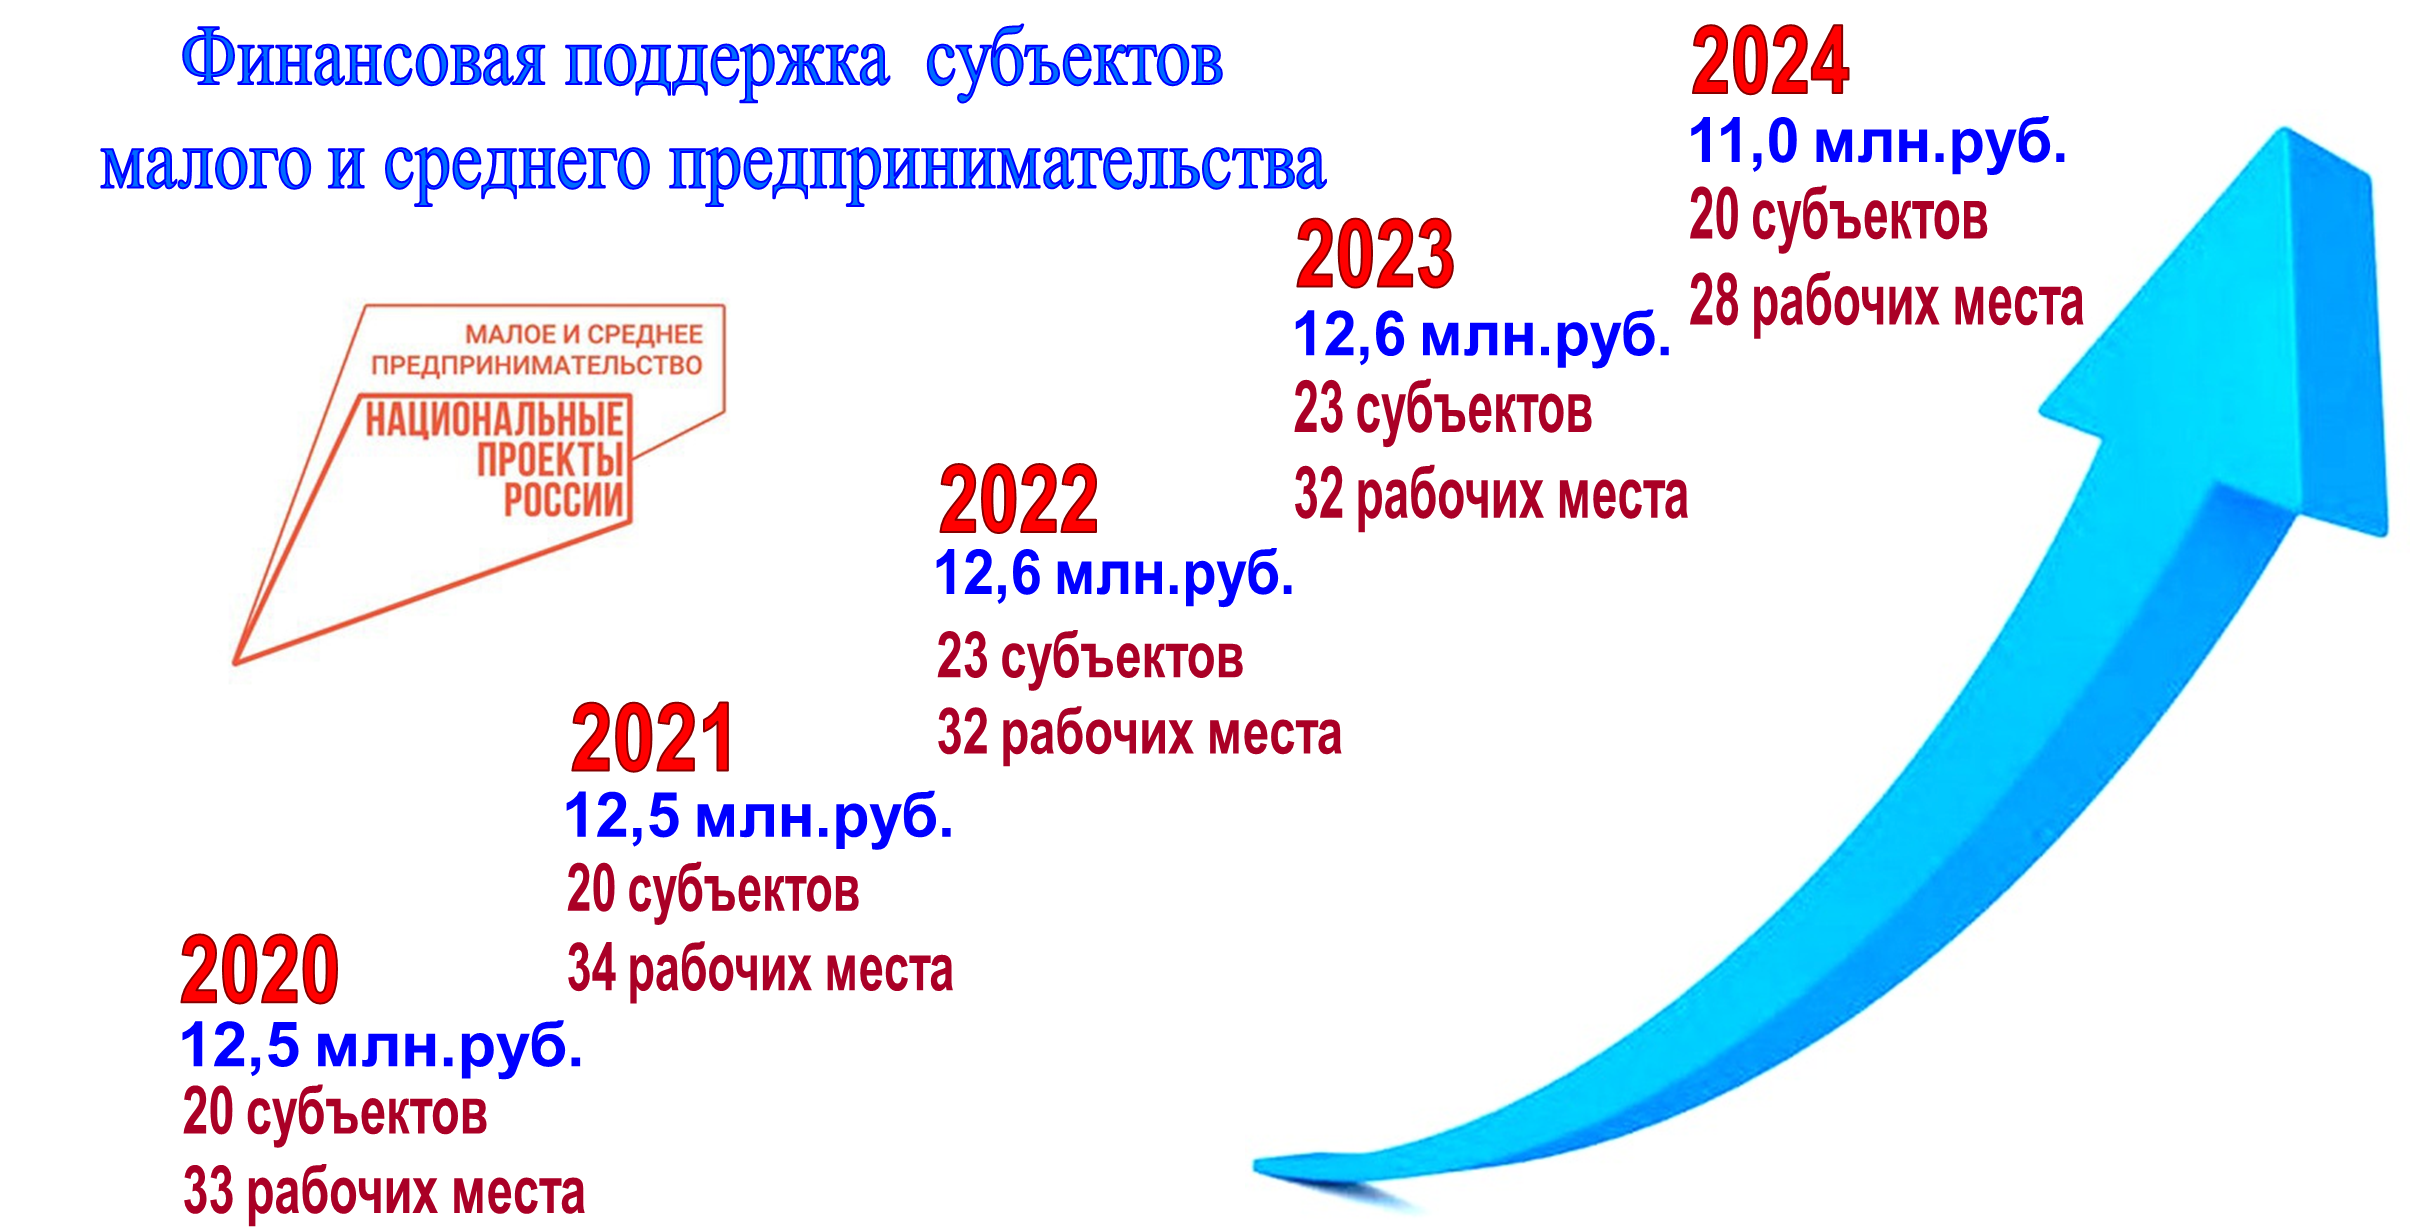 Финансовая поддержка субъектов
малого и среднего предпринимательства
МАЛОЕ И СРЕДНЕЕ
ПРЕДПРИНИМАТЕЛЬСТВО
НАЦИОНАЛЬНЫЕ
ПРОЕКТЫ
РОССИИ
2020
12,5 млн.руб.
20 субъектов
33 рабочих места
2021
12,5 млн.руб.
20 субъектов
34 рабочих места
2022
12,6 млн.руб.
23 субъектов
32 рабочих места
2023
12,6 млн.руб.
23 субъектов
32 рабочих места
2024
11,0 млн.руб.
20 субъектов
28 рабочих места